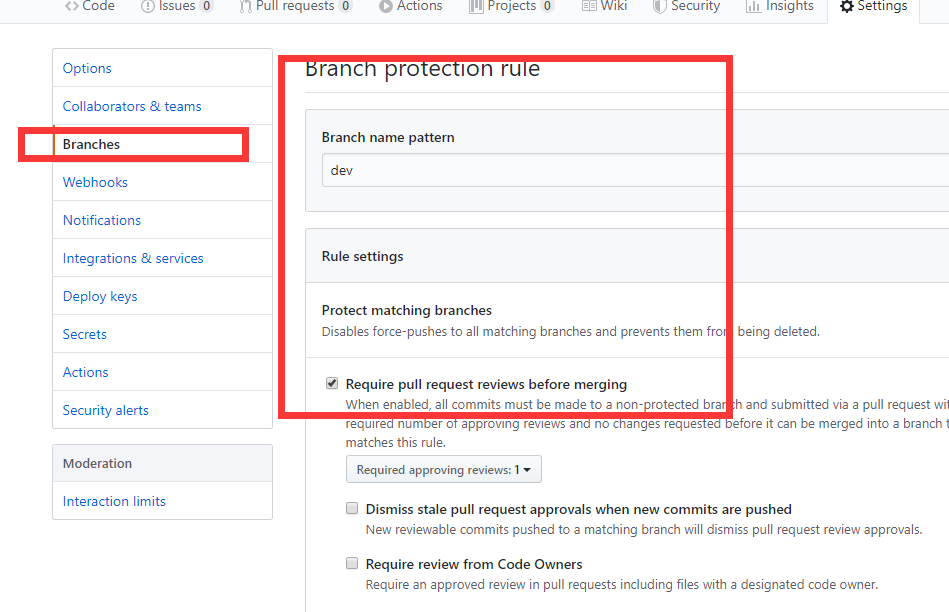 Code Issues 0 Pull requests 0 Actions Projects 0 Wiki Security Insights Settings
Options
Collaborators & teams
Branches
Webhooks
Notifications
Integrations & services
Deploy keys
Secrets
Actions
Security alerts
Moderation
Interaction limits
Branch protection rule
Branch name pattern
dev
Rule settings
Protect matching branches
Disables force-pushes to all matching branches and prevents them from being deleted.
Require pull request reviews before merging
When enabled, all commits must be made to a non-protected branch and submitted via a pull request
required number of approving reviews and no changes requested before it can be merged into a branch
matches this rule.
Required approving reviews: 1
Dismiss stale pull request approvals when new commits are pushed
New reviewable commits pushed to a matching branch will dismiss pull request review approvals.
Require review from Code Owners
Require an approved review in pull requests including files with a designated code owner.